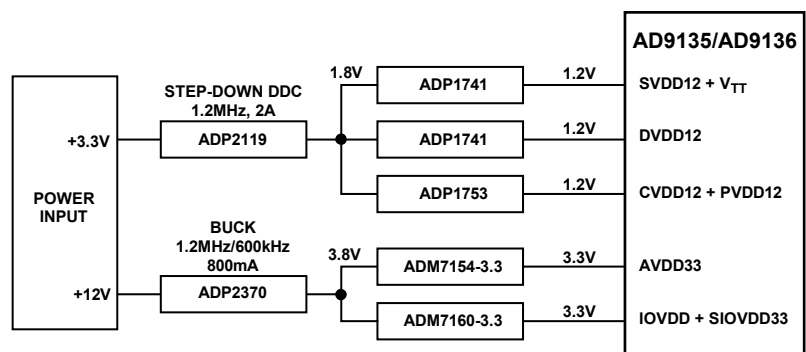 AD9135/AD9136
1.8V
ADP1741
1.2V
SVDD12 + VTT
STEP-DOWN DDC
1.2MHz, 2A
+3.3V
ADP2119
ADP1741
1.2V
DVDD12
ADP1753
1.2V
CVDD12 + PVDD12
POWER
INPUT
BUCK
1.2MHz/600kHz
800mA
3.8V
ADM7154-3.3
3.3V
AVDD33
+12V
ADP2370
ADM7160-3.3
3.3V
IOVDD + SIOVDD33